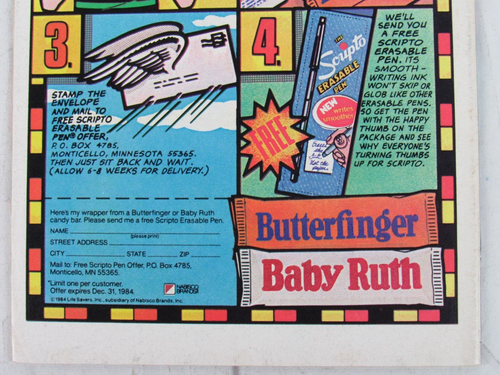 3.
STAMP THE
ENVELOPE
AND MAIL TO
FREE SCRIPTO
ERASABLE
PEN® OFFER,
P.O. BOX 4785,
MONTICELLO, MINNESOTA 55365.
THEN JUST SIT BACK AND WAIT.
(ALLOW 6-8 WEEKS FOR DELIVERY.)
4.
Scripto
ERASABLE
PEN
NEW
writes
smoother
FREE
WE'LL
SEND YOU
A FREE
SCRIPTO
ERASABLE
PEN. ITS
SMOOTH-
WRITING INK
WON'T SKIP OR
GLOB LIKE OTHER
ERASABLE PENS.
SO GET THE PEN
WITH THE HAPPY
THUMB ON THE
PACKAGE AND SEE
WHY EVERYONE'S
TURNING THUMBS
UP FOR SCRIPTO.
Here's my wrapper from a Butterfinger or Baby Ruth
candy bar. Please send me a free Scripto Erasable Pen.
NAME
(please print)
STREET ADDRESS
CITY STATE ZIP
Mail to: Free Scripto Pen Offer, P.O. Box 4785,
Monticello, MN 55365.
*Limit one per customer.
Offer expires Dec. 31, 1984.
© 1984 Life Savers, Inc., subsidiary of Nabisco Brands, Inc.
NABISCO
BRANDS
Butterfinger
Baby Ruth